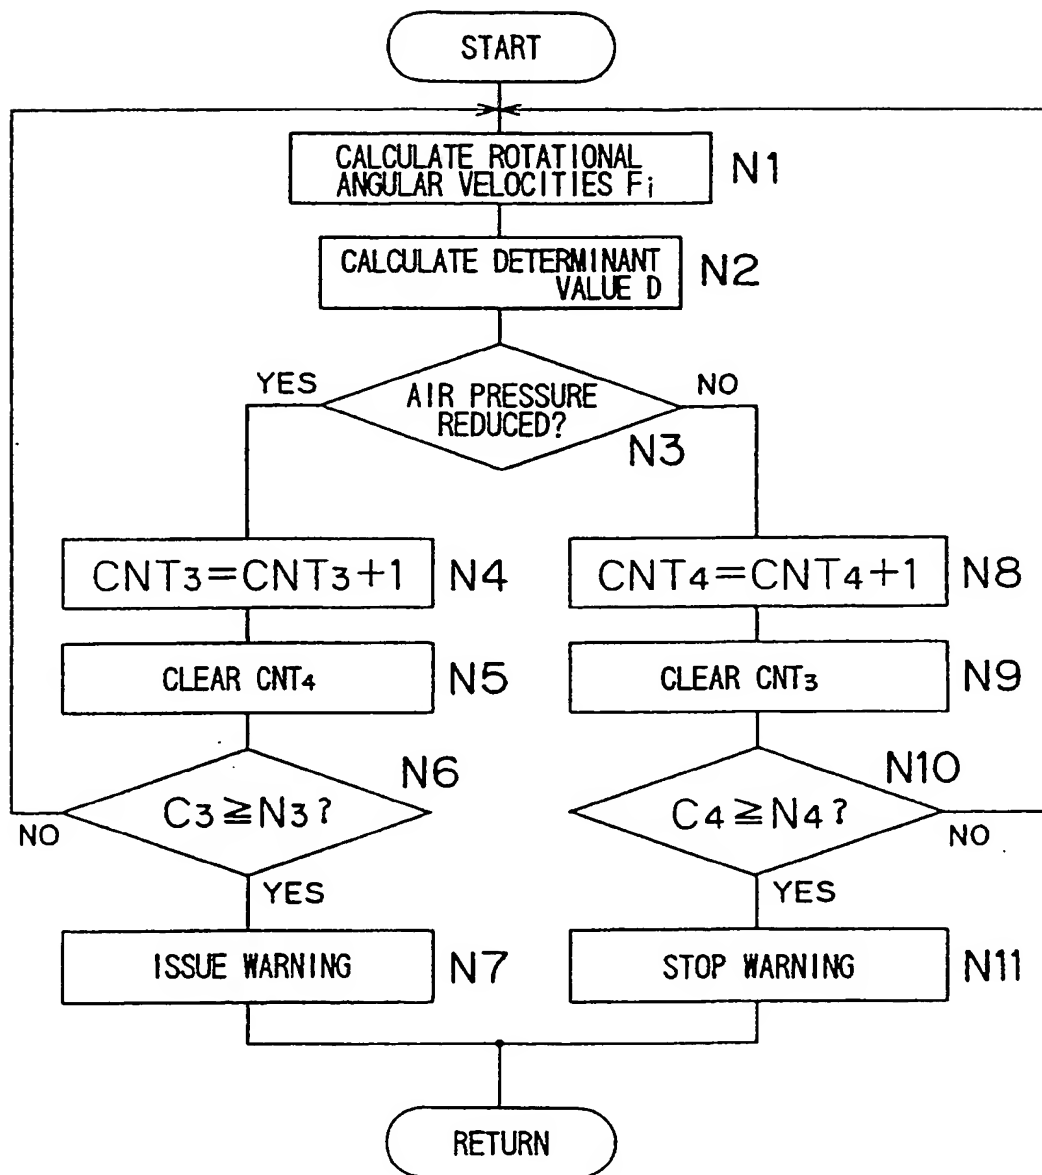 START
CALCULATE ROTATIONAL
ANGULAR VELOCITIES Fi
N1
CALCULATE DETERMINANT
VALUE D
N2
YES
AIR PRESSURE
REDUCED?
NO
N3
CNT3=CNT3+1
N4
CNT4=CNT4+1
N8
CLEAR CNT4
N5
CLEAR CNT3
N9
N6
C3≧N3?
NO
YES
N10
C4≧N4?
NO
YES
ISSUE WARNING
N7
STOP WARNING
N11
RETURN